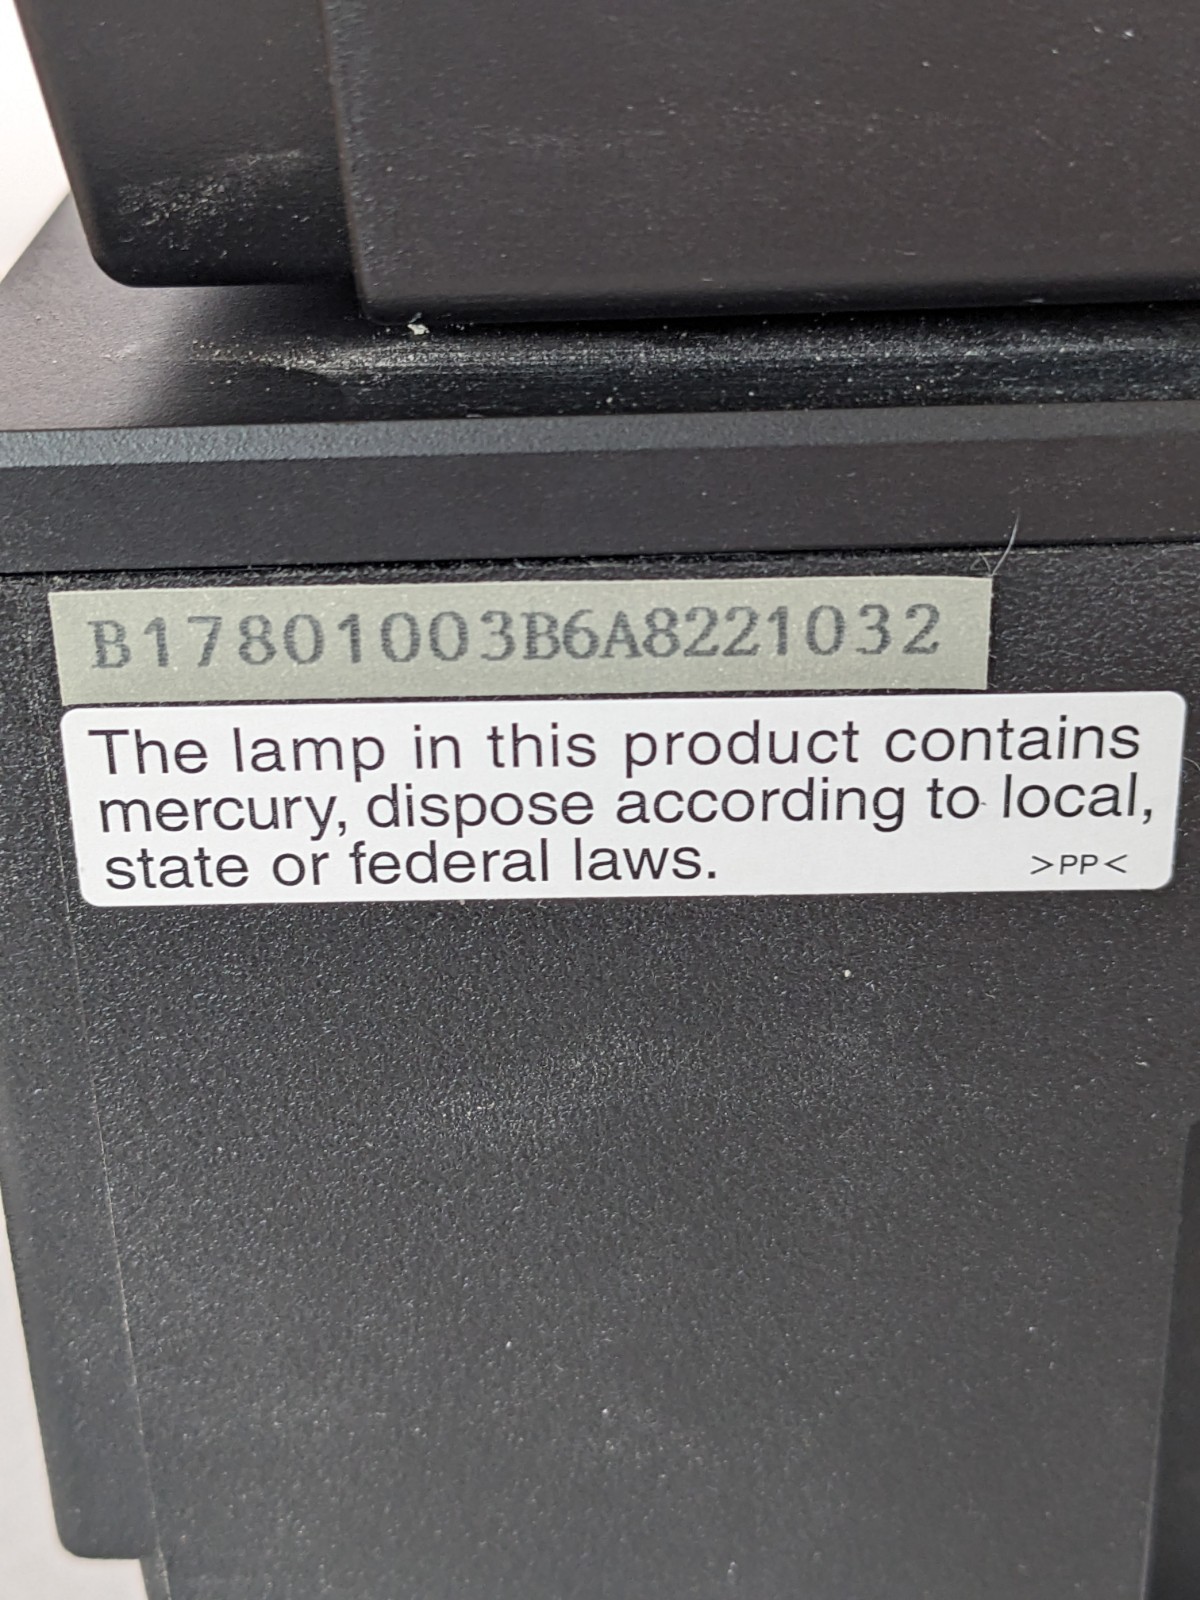 B17801003B6A8221032
The lamp in this product contains
mercury, dispose according to local,
state or federal laws.
>PP<